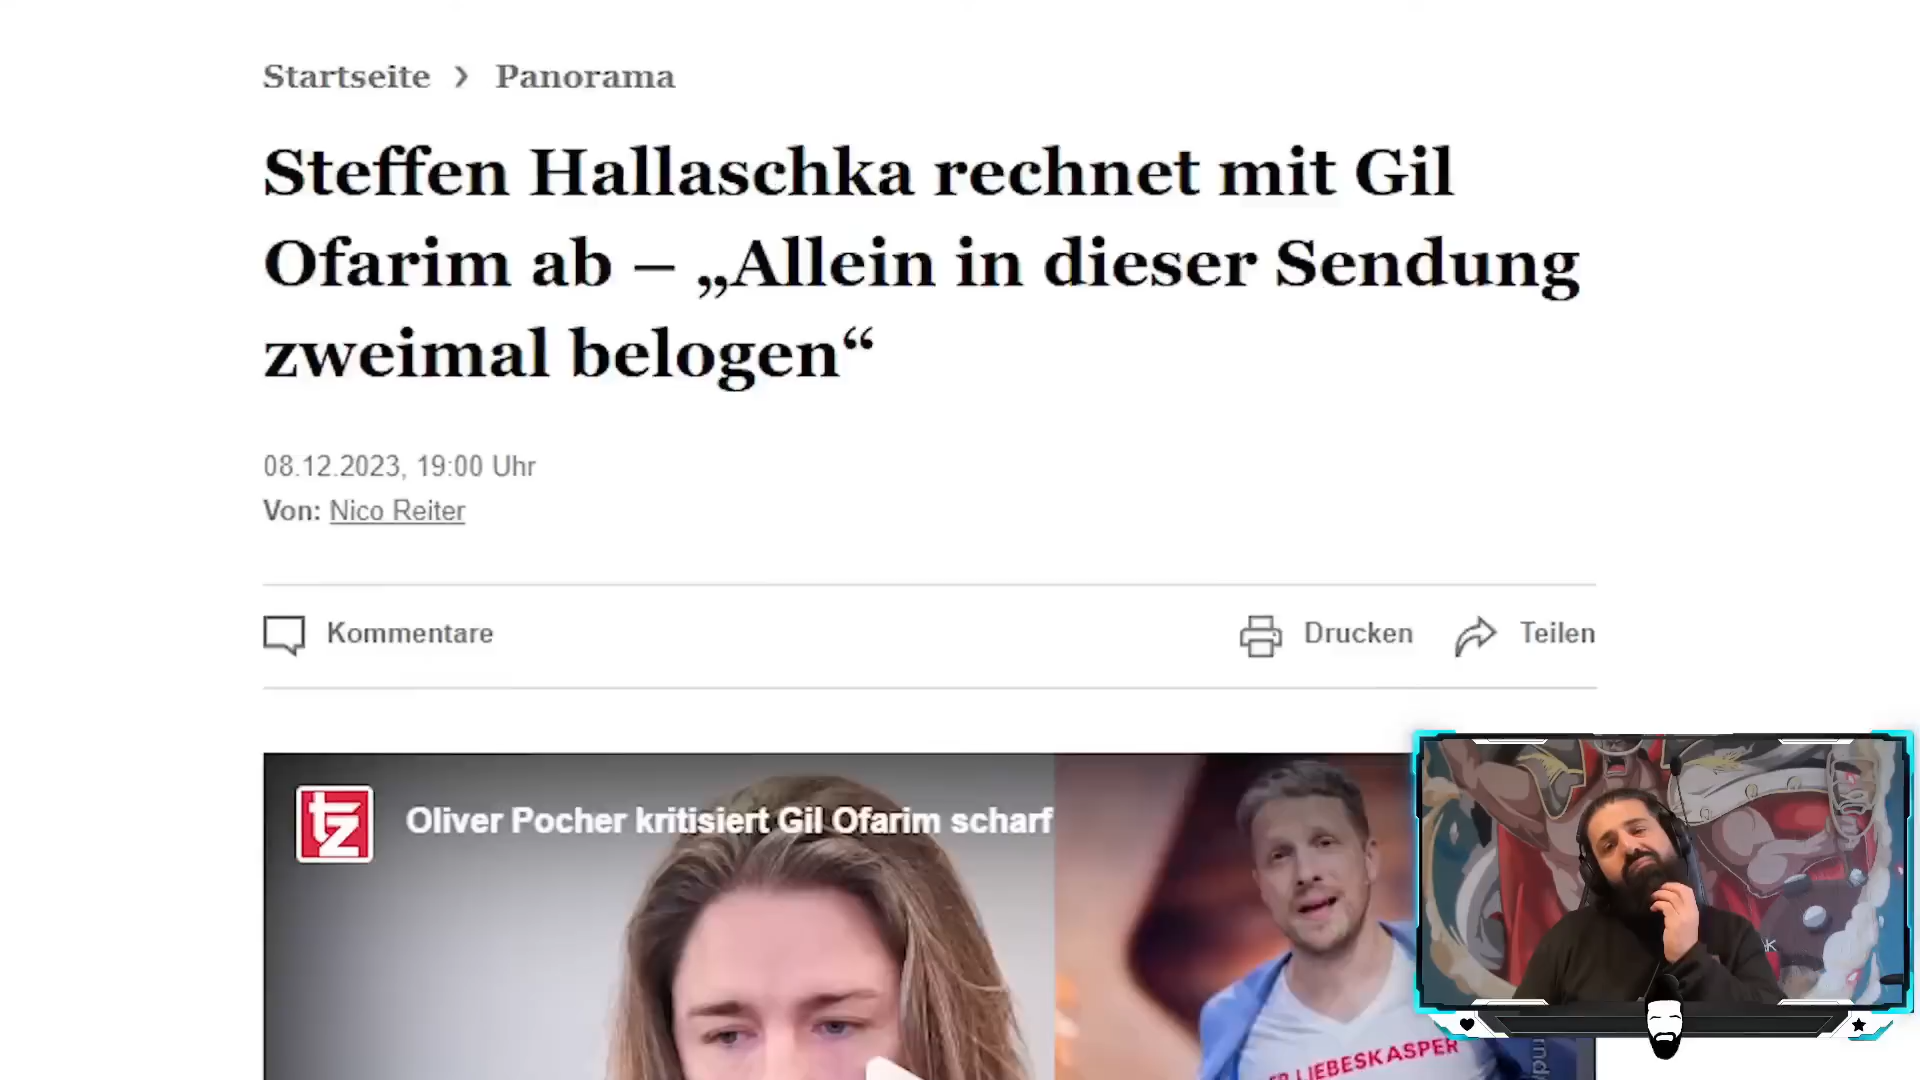 Startseite > Panorama
Steffen Hallaschka rechnet mit Gil
Ofarim ab – „Allein in dieser Sendung
zweimal belogen“
08.12.2023, 19:00 Uhr
Von: Nico Reiter
Kommentare
Drucken
Teilen
tz
Oliver Pocher kritisiert Gil Ofarim scharf
LIEBESKASPER